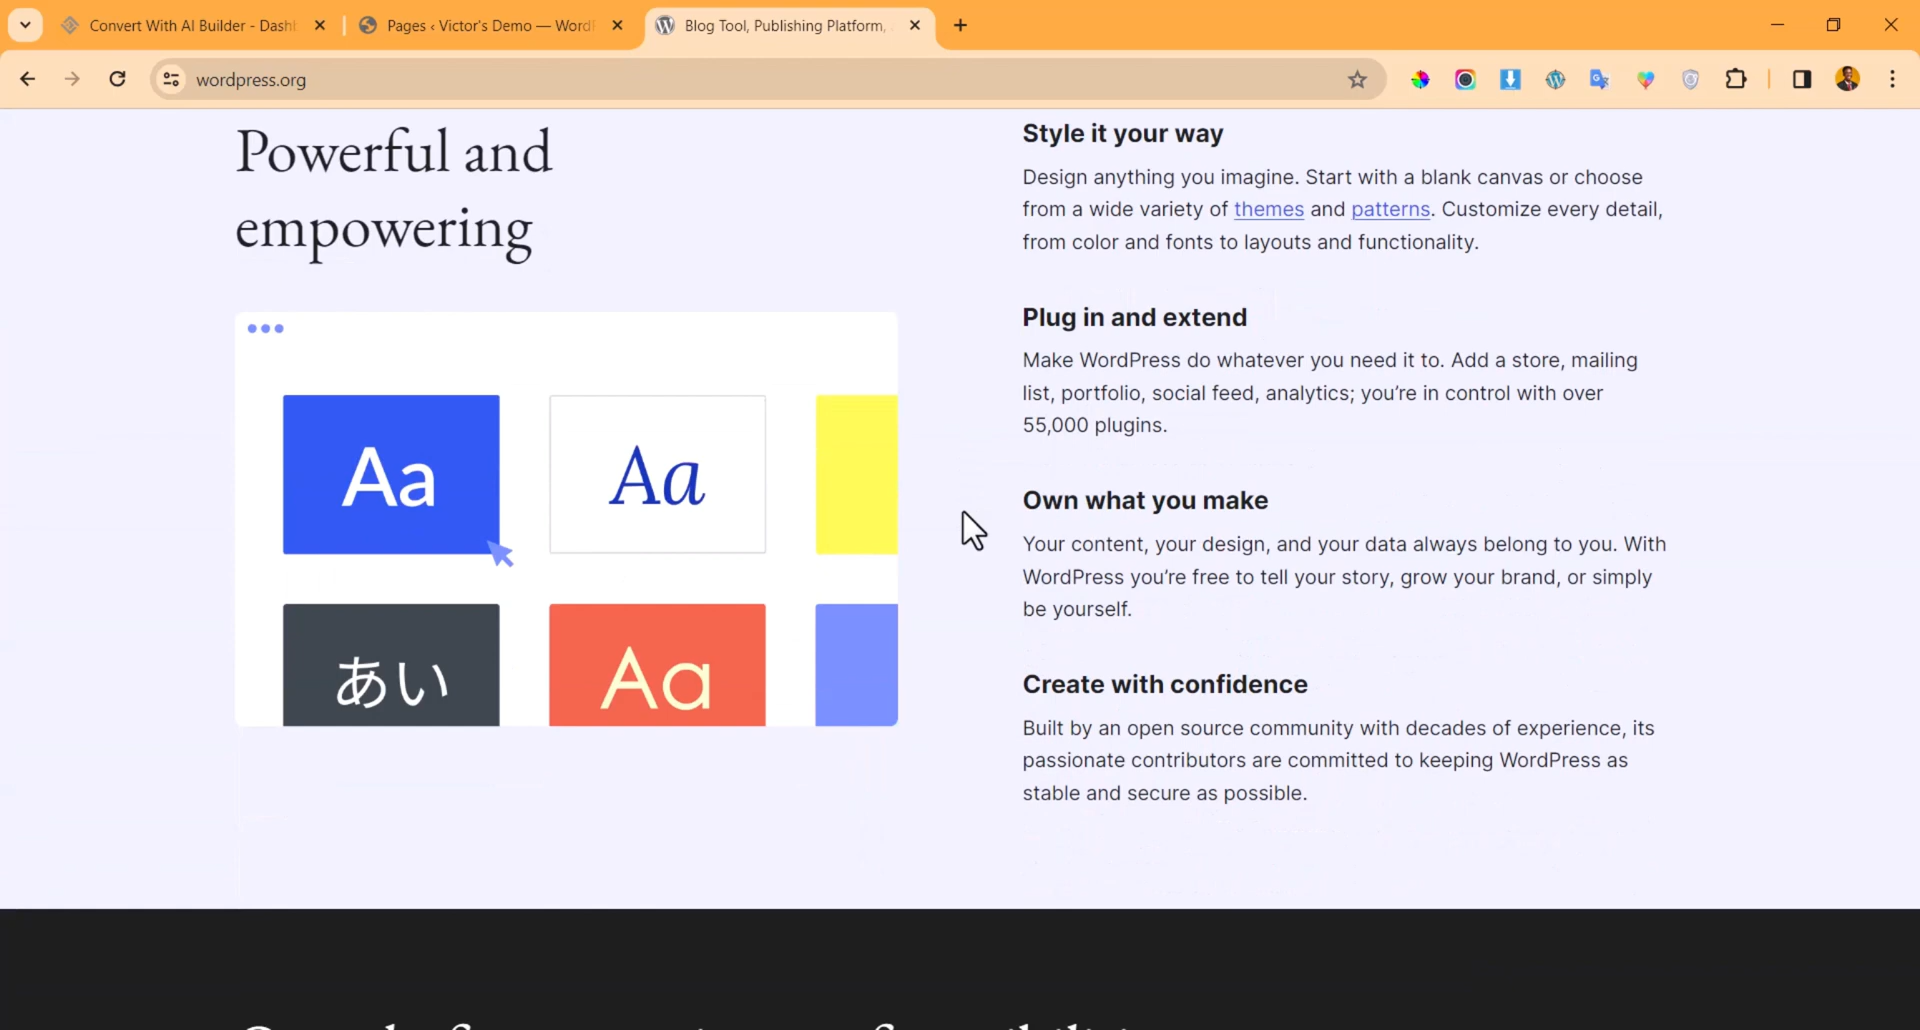 Convert With AI Builder - Dash
Pages ‹ Victor's Demo — Word
Blog Tool, Publishing Platform,
wordpress.org
Powerful and
empowering
Aa
Aa
あい
Aa
Style it your way
Design anything you imagine. Start with a blank canvas or choose
from a wide variety of themes and patterns. Customize every detail,
from color and fonts to layouts and functionality.
Plug in and extend
Make WordPress do whatever you need it to. Add a store, mailing
list, portfolio, social feed, analytics; you’re in control with over
55,000 plugins.
Own what you make
Your content, your design, and your data always belong to you. With
WordPress you’re free to tell your story, grow your brand, or simply
be yourself.
Create with confidence
Built by an open source community with decades of experience, its
passionate contributors are committed to keeping WordPress as
stable and secure as possible.